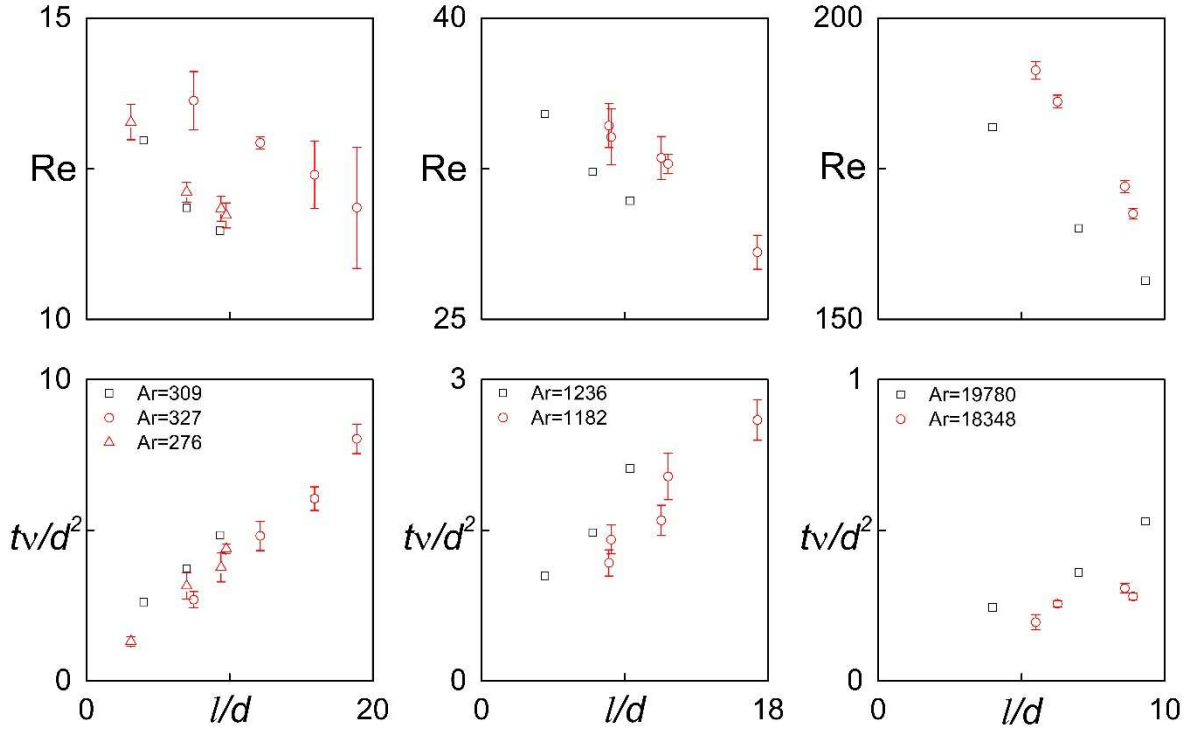 15
Re
10
40
Re
25
200
Re
150
10
Ar=309
Ar=327
Ar=276
tν/d²
0
0
l/d
20
3
Ar=1236
Ar=1182
tν/d²
0
0
l/d
18
1
Ar=19780
Ar=18348
tν/d²
0
0
l/d
10